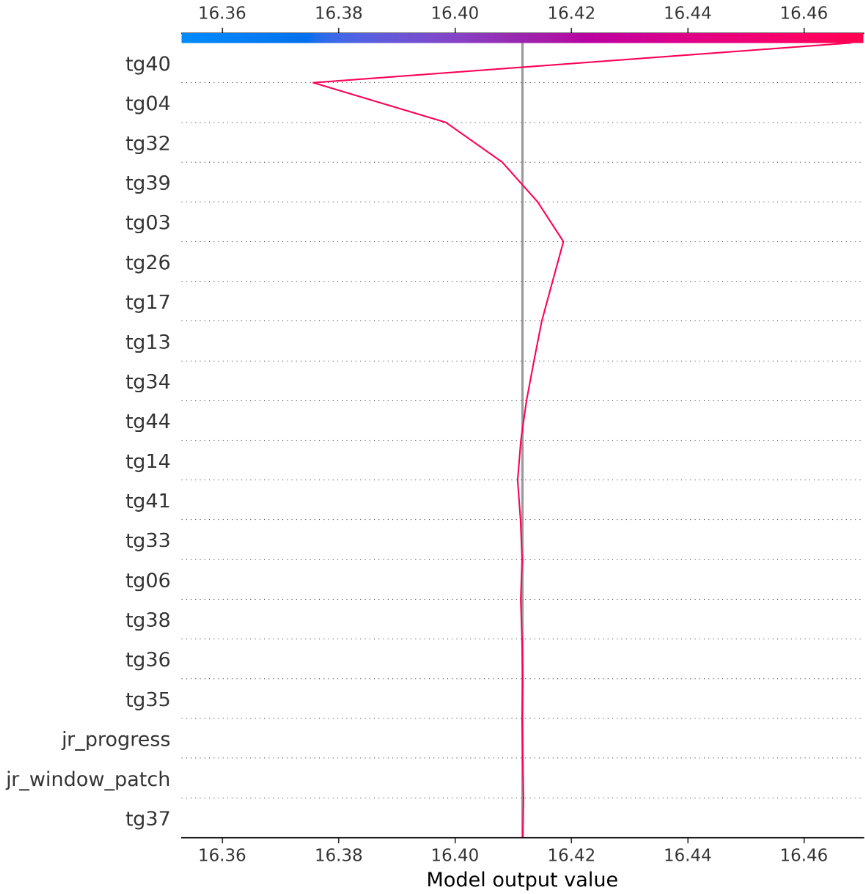 16.36 16.38 16.40 16.42 16.44 16.46
tg40
tg04
tg32
tg39
tg03
tg26
tg17
tg13
tg34
tg44
tg14
tg41
tg33
tg06
tg38
tg36
tg35
jr_progress
jr_window_patch
tg37
16.36 16.38 16.40 16.42 16.44 16.46
Model output value